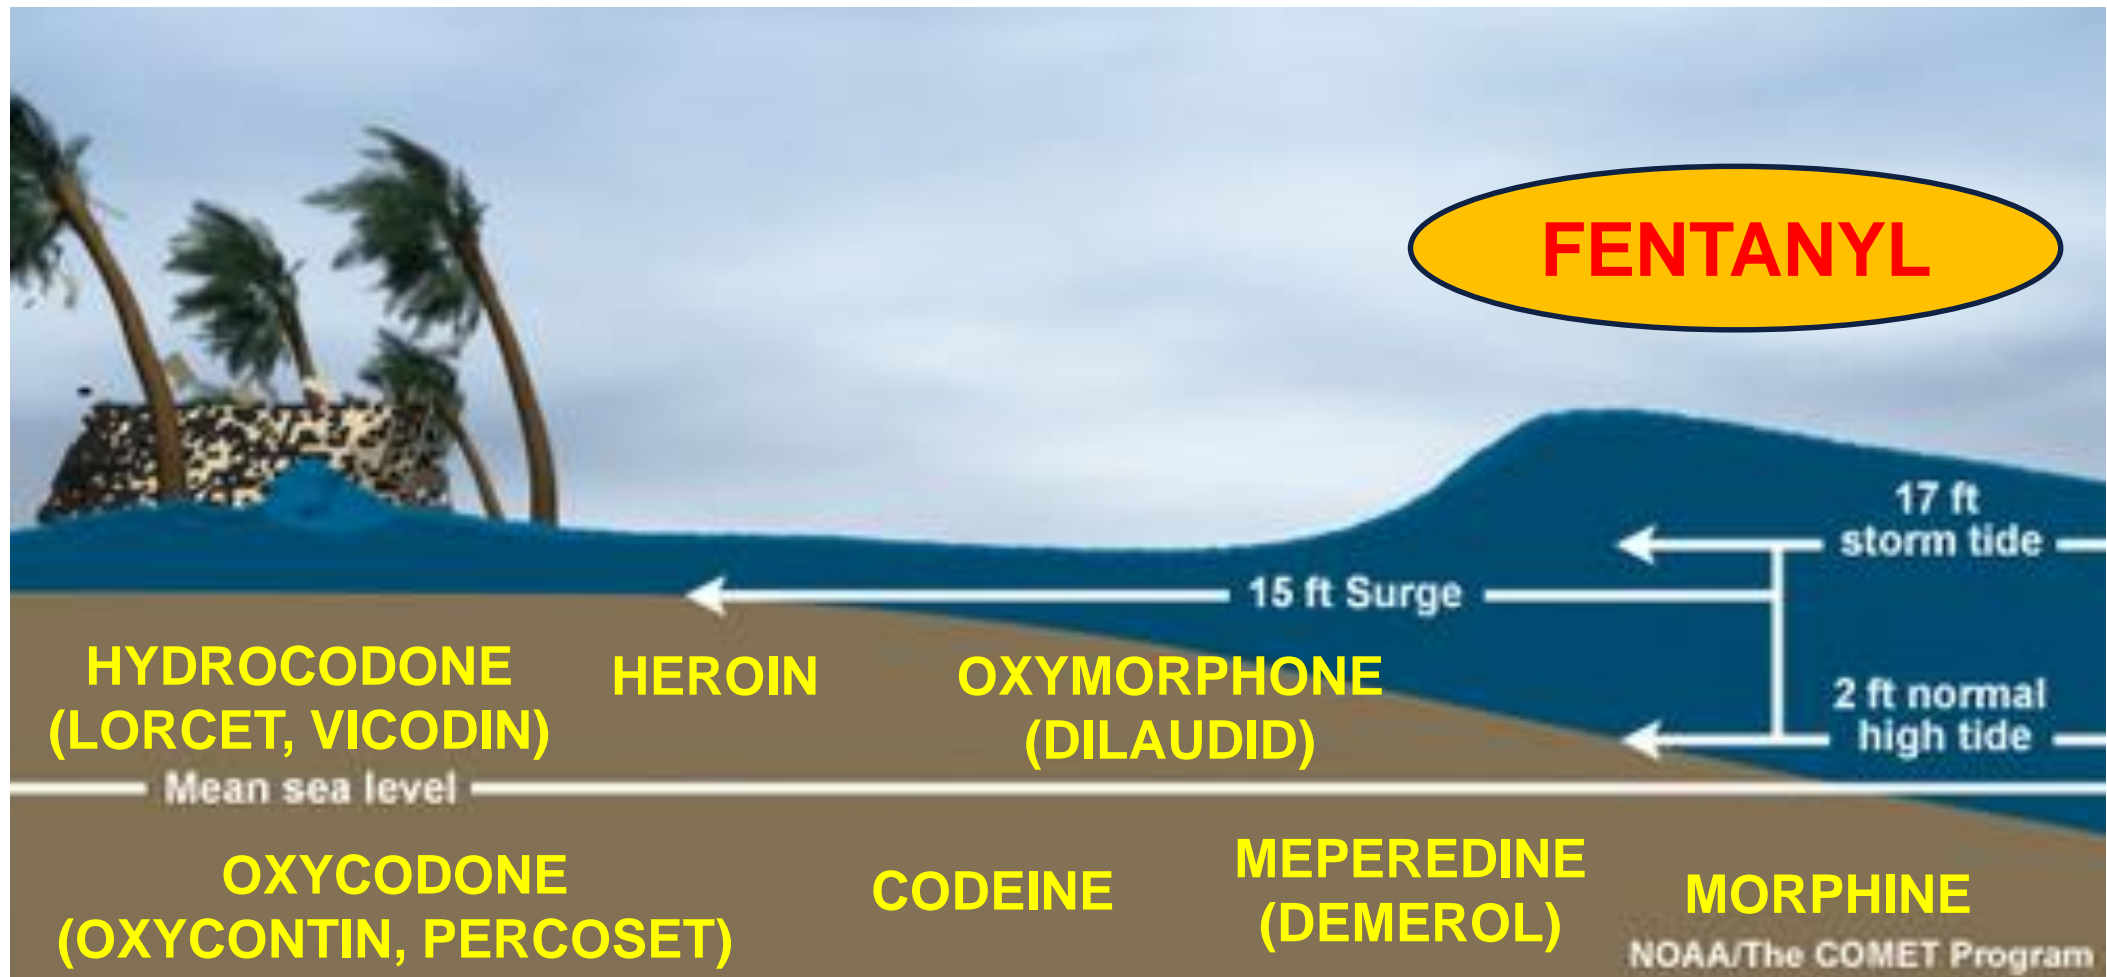 FENTANYL
17 ft
storm tide
15 ft Surge
2 ft normal
high tide
HYDROCODONE
(LORCET, VICODIN)
HEROIN
OXYMORPHONE
(DILAUDID)
Mean sea level
OXYCODONE
(OXYCONTIN, PERCOSET)
CODEINE
MEPEREDINE
(DEMEROL)
MORPHINE
NOAA/The COMET Program